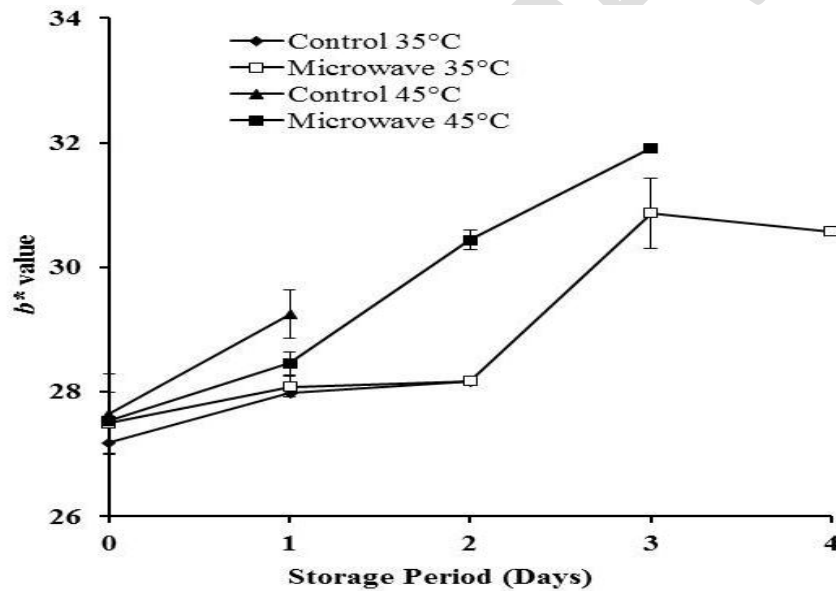 34
32
30
28
26
b* value
Control 35°C
Microwave 35°C
Control 45°C
Microwave 45°C
0 1 2 3 4
Storage Period (Days)